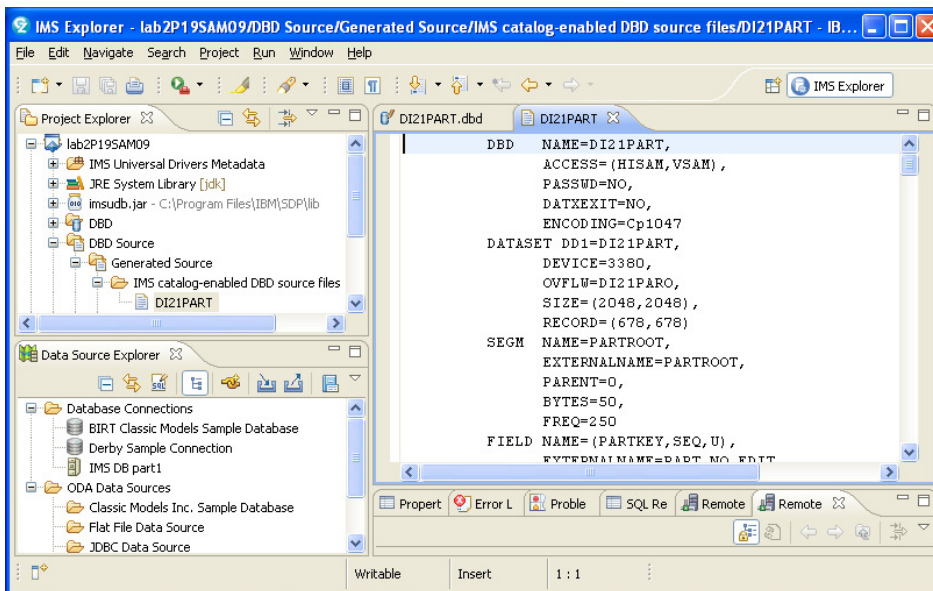 IMS Explorer - lab2P19SAM09/DBD Source/Generated Source/IMS catalog-enabled DBD source files/DI21PART - IB...
File Edit Navigate Search Project Run Window Help
IMS Explorer
Project Explorer
lab2P19SAM09
IMS Universal Drivers Metadata
JRE System Library [jdk]
imsudb.jar - C:\Program Files\IBM\SDP\lib
DBD
DBD Source
Generated Source
IMS catalog-enabled DBD source files
DI21PART
DI21PART.dbd DI21PART
DBD NAME=DI21PART,
ACCESS=(HISAM,VSAM),
PASSWD=NO,
DATXEXIT=NO,
ENCODING=Cp1047
DATASET DD1=DI21PART,
DEVICE=3380,
OVFLW=DI21PARO,
SIZE=(2048,2048),
RECORD=(678,678)
SEGM NAME=PARTROOT,
EXTERNALNAME=PARTROOT,
PARENT=0,
BYTES=50,
FREQ=250
FIELD NAME=(PARTKEY,SEQ,U),
EXTERNALNAME=PART_NO_EDIT
Data Source Explorer
SQL
Database Connections
BIRT Classic Models Sample Database
Derby Sample Connection
IMS DB part1
ODA Data Sources
Classic Models Inc. Sample Database
Flat File Data Source
JDBC Data Source
Propert Error L Proble SQL Re Remote Remote
Writable Insert 1 : 1